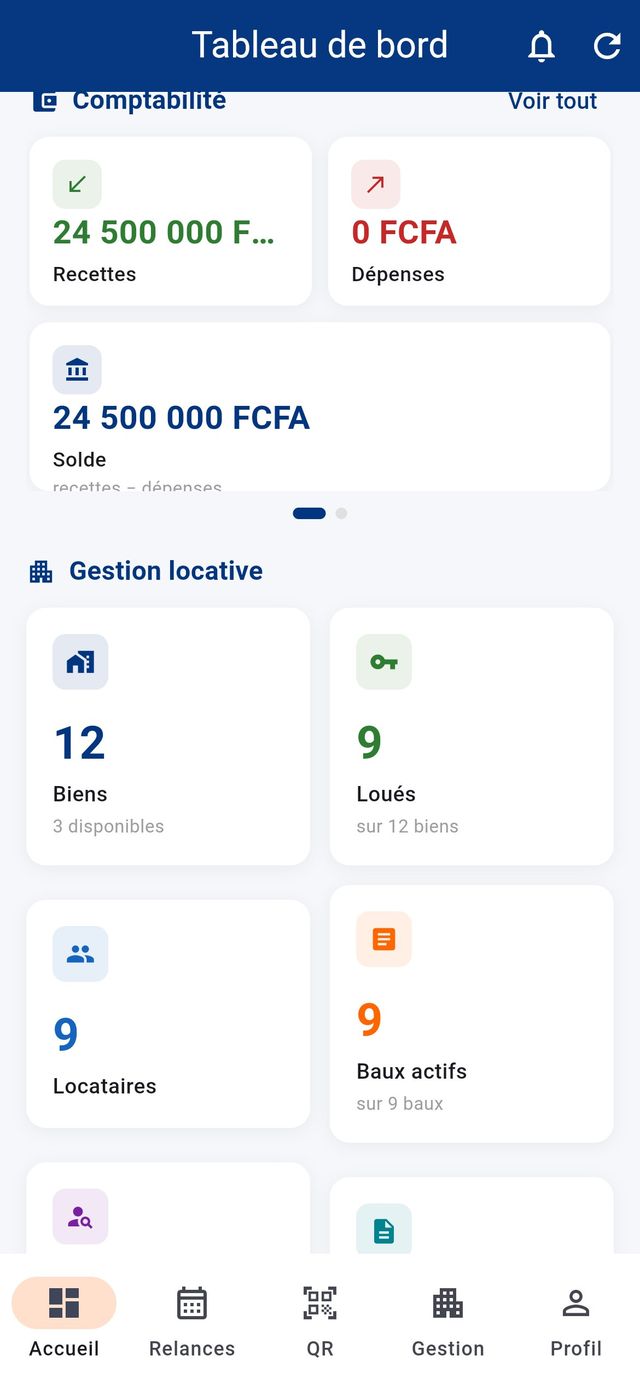 Tableau de bord
Comptabilité
Voir tout
24 500 000 F...
Recettes
0 FCFA
Dépenses
24 500 000 FCFA
Solde
recettes – dépenses
Gestion locative
12
Biens
3 disponibles
9
Loués
sur 12 biens
9
Locataires
9
Baux actifs
sur 9 baux
Accueil
Relances
QR
Gestion
Profil